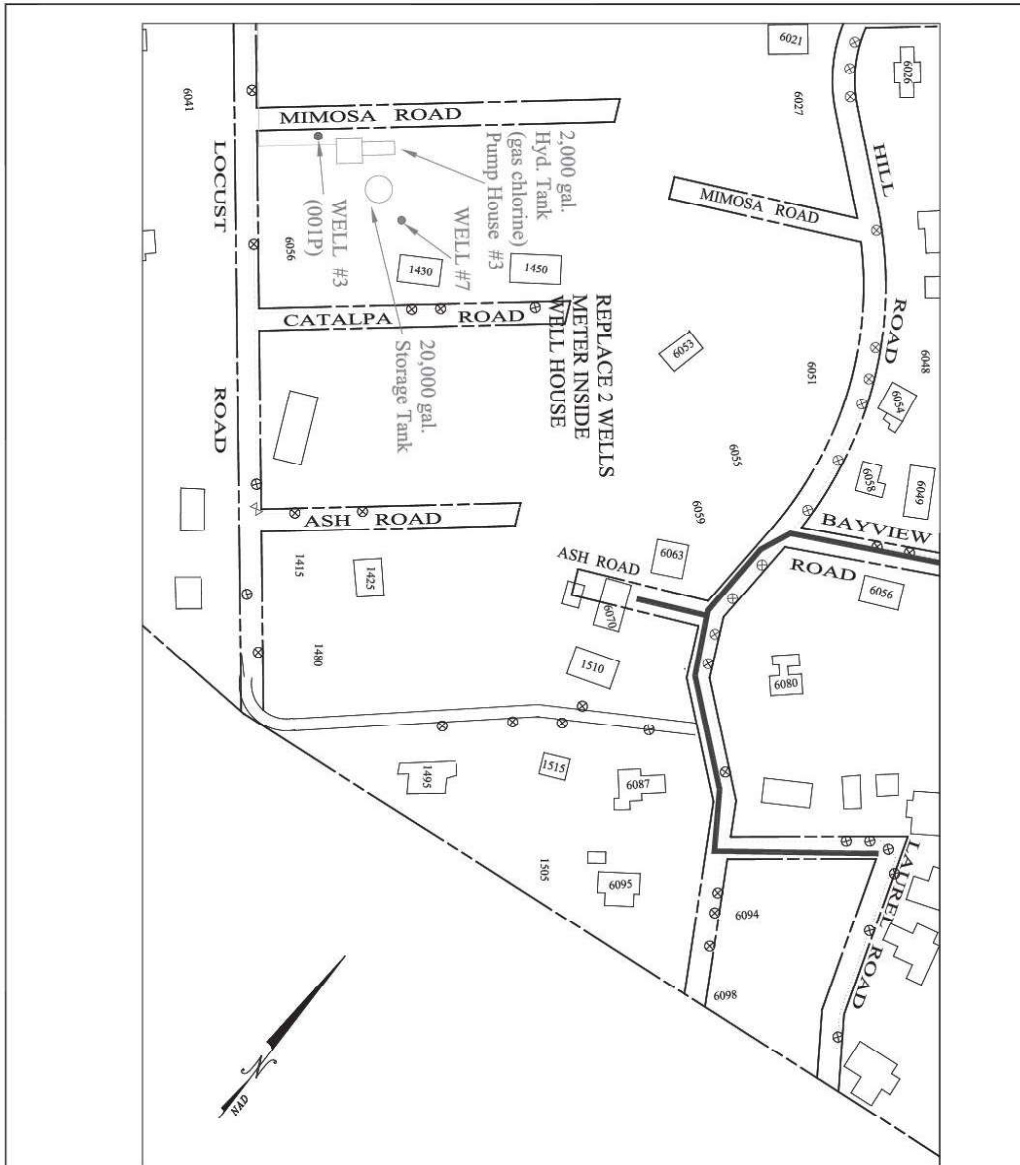 6021
6026
6041
6027
MIMOSA ROAD
HILL ROAD
2,000 gal.
Hyd. Tank
(gas chlorine)
Pump House #3
MIMOSA ROAD
LOCUST ROAD
WELL #3
(001P)
WELL #7
6056
1430
1450
CATALPA ROAD
REPLACE 2 WELLS
METER INSIDE
WELL HOUSE
20,000 gal.
Storage Tank
6053
6051
6048
6054
6055
6058
6049
6059
BAYVIEW ROAD
ASH ROAD
ASH ROAD
6063
1415
1425
6070
6056
1480
1510
6080
1495
1515
6087
LAUREL ROAD
1505
6095
6094
6098
N
NAD